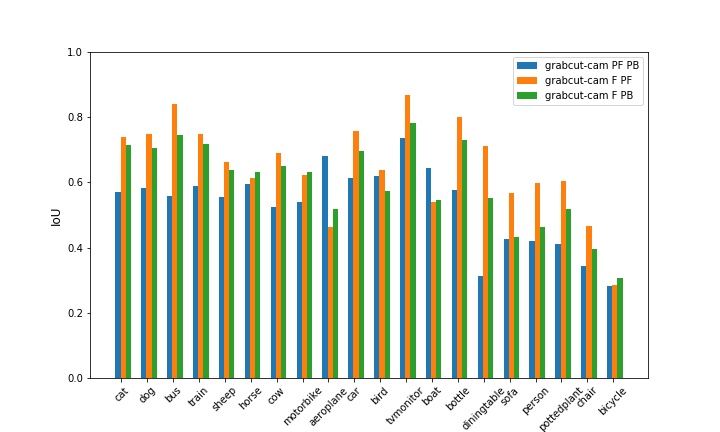 1.0
0.8
0.6
0.4
0.2
0.0
IoU
grabcut-cam PF PB
grabcut-cam F PF
grabcut-cam F PB
cat
dog
bus
train
sheep
horse
cow
motorbike
aeroplane
car
bird
tvmonitor
boat
bottle
diningtable
sofa
person
pottedplant
chair
bicycle